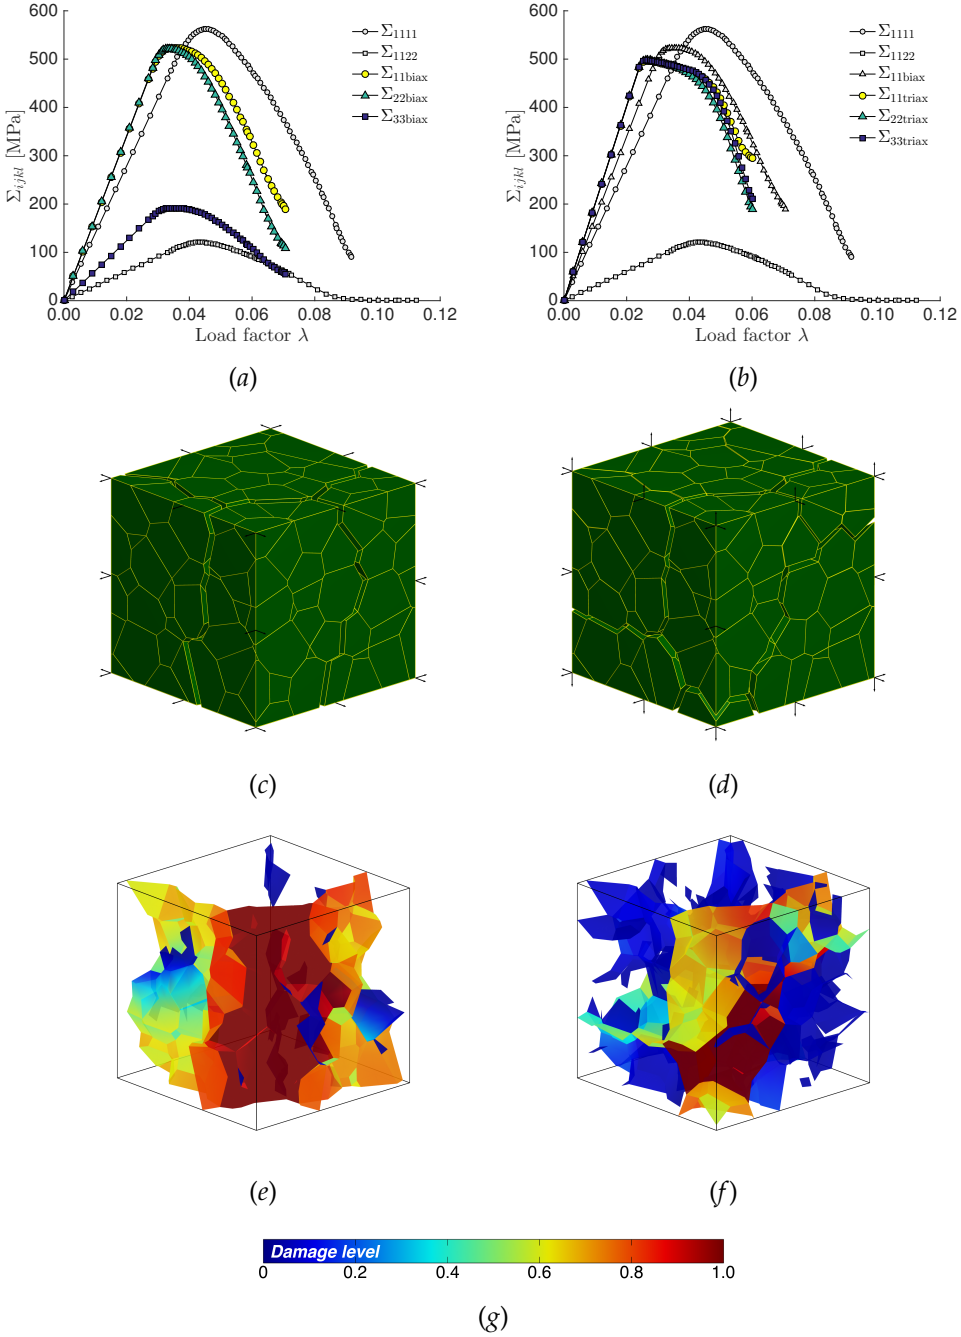 600
500
400
300
200
100
0
Σijkl [MPa]
0.00 0.02 0.04 0.06 0.08 0.10 0.12
Load factor λ
Σ1111
Σ1122
Σ11biax
Σ22biax
Σ33biax
(a)
600
500
400
300
200
100
0
Σijkl [MPa]
0.00 0.02 0.04 0.06 0.08 0.10 0.12
Load factor λ
Σ1111
Σ1122
Σ11biax
Σ11triax
Σ22triax
Σ33triax
(b)
(c)
(d)
(e)
(f)
Damage level
0 0.2 0.4 0.6 0.8 1.0
(g)